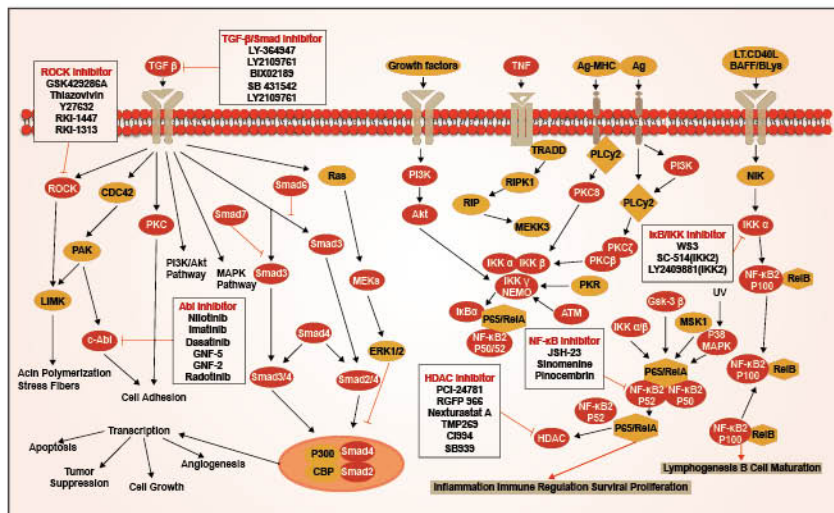 TGF-β/Smad Inhibitor
LY-364947
LY2109761
BIX02189
SB 431542
LY2109761
ROCK Inhibitor
GSK429286A
Thiazovivin
Y27632
RKI-1447
RKI-1313
TGF β
Growth factors
TNF
Ag-MHC
Ag
LT.CD40L
BAFF/BLys
ROCK
CDC42
PKC
PAK
LIMK
c-Abl
PI3K/Akt
Pathway
MAPK
Pathway
Smad7
Smad6
Smad3
Smad3
Ras
MEKs
ERK1/2
Smad4
Smad3/4
Smad2/4
Abl Inhibitor
Nilotinib
Imatinib
Dasatinib
GNF-5
GNF-2
Radotinib
Acin Polymerization
Stress Fibers
Cell Adhesion
Transcription
Apoptosis
Tumor
Suppression
Cell Growth
Angiogenesis
P300
CBP
Smad4
Smad2
PI3K
Akt
TRADD
RIPK1
RIP
MEKK3
PLCy2
PKC8
PI3K
PLCy2
PKCζ
PKCβ
IKK α
IKK β
IKK γ
NEMO
PKR
ATM
IκBα
P65/RelA
NF-κB2
P50/52
NIK
IKK α
IκB/IKK Inhibitor
WS3
SC-514(IKK2)
LY2409881(IKK2)
NF-κB2
P100
RelB
UV
Gsk-3 β
MSK1
IKK α/β
P38
MAPK
NF-κB Inhibitor
JSH-23
Sinomenine
Pinocembrin
P65/RelA
NF-κB2
P52
NF-κB2
P50
NF-κB2
P100
RelB
HDAC Inhibitor
PCI-24781
RGFP 966
Nexturastat A
TMP269
CI994
SB939
NF-κB2
P52
HDAC
P65/RelA
NF-κB2
P100
RelB
Lymphogenesis B Cell Maturation
Inflammation Immune Regulation Surviral Proliferation